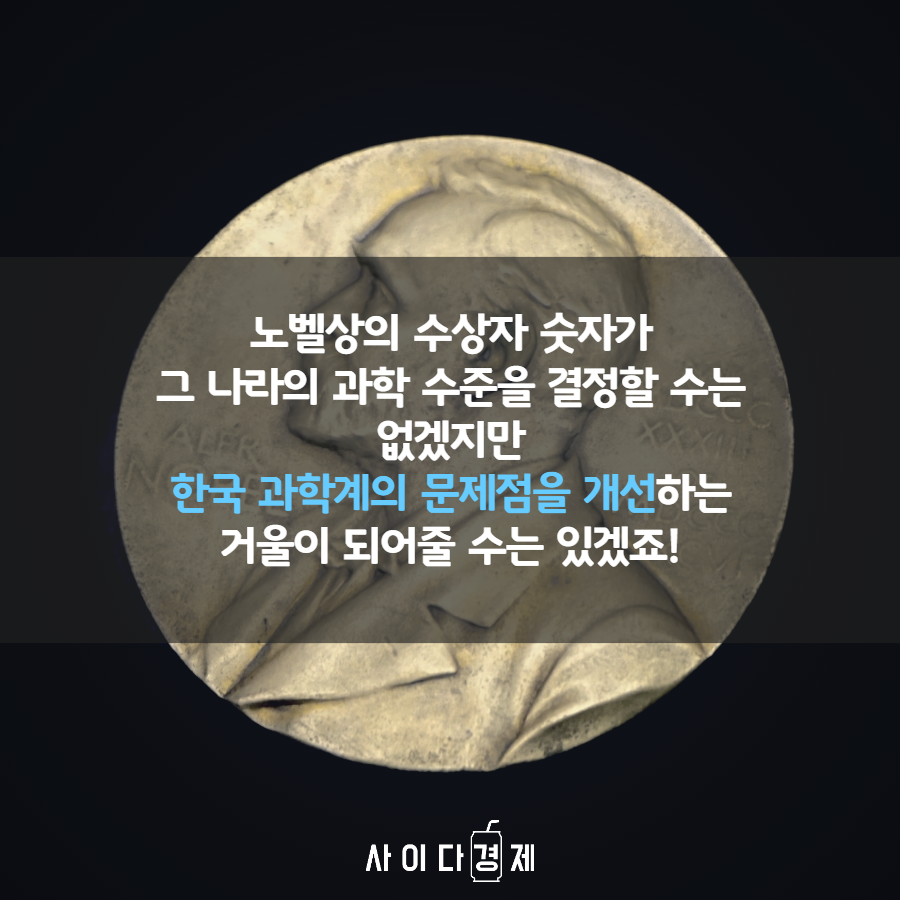 노벨상의 수상자 숫자가
그 나라의 과학 수준을 결정할 수는
없겠지만
한국 과학계의 문제점을 개선하는
거울이 되어줄 수는 있겠죠!
XXXIII
사이다경제